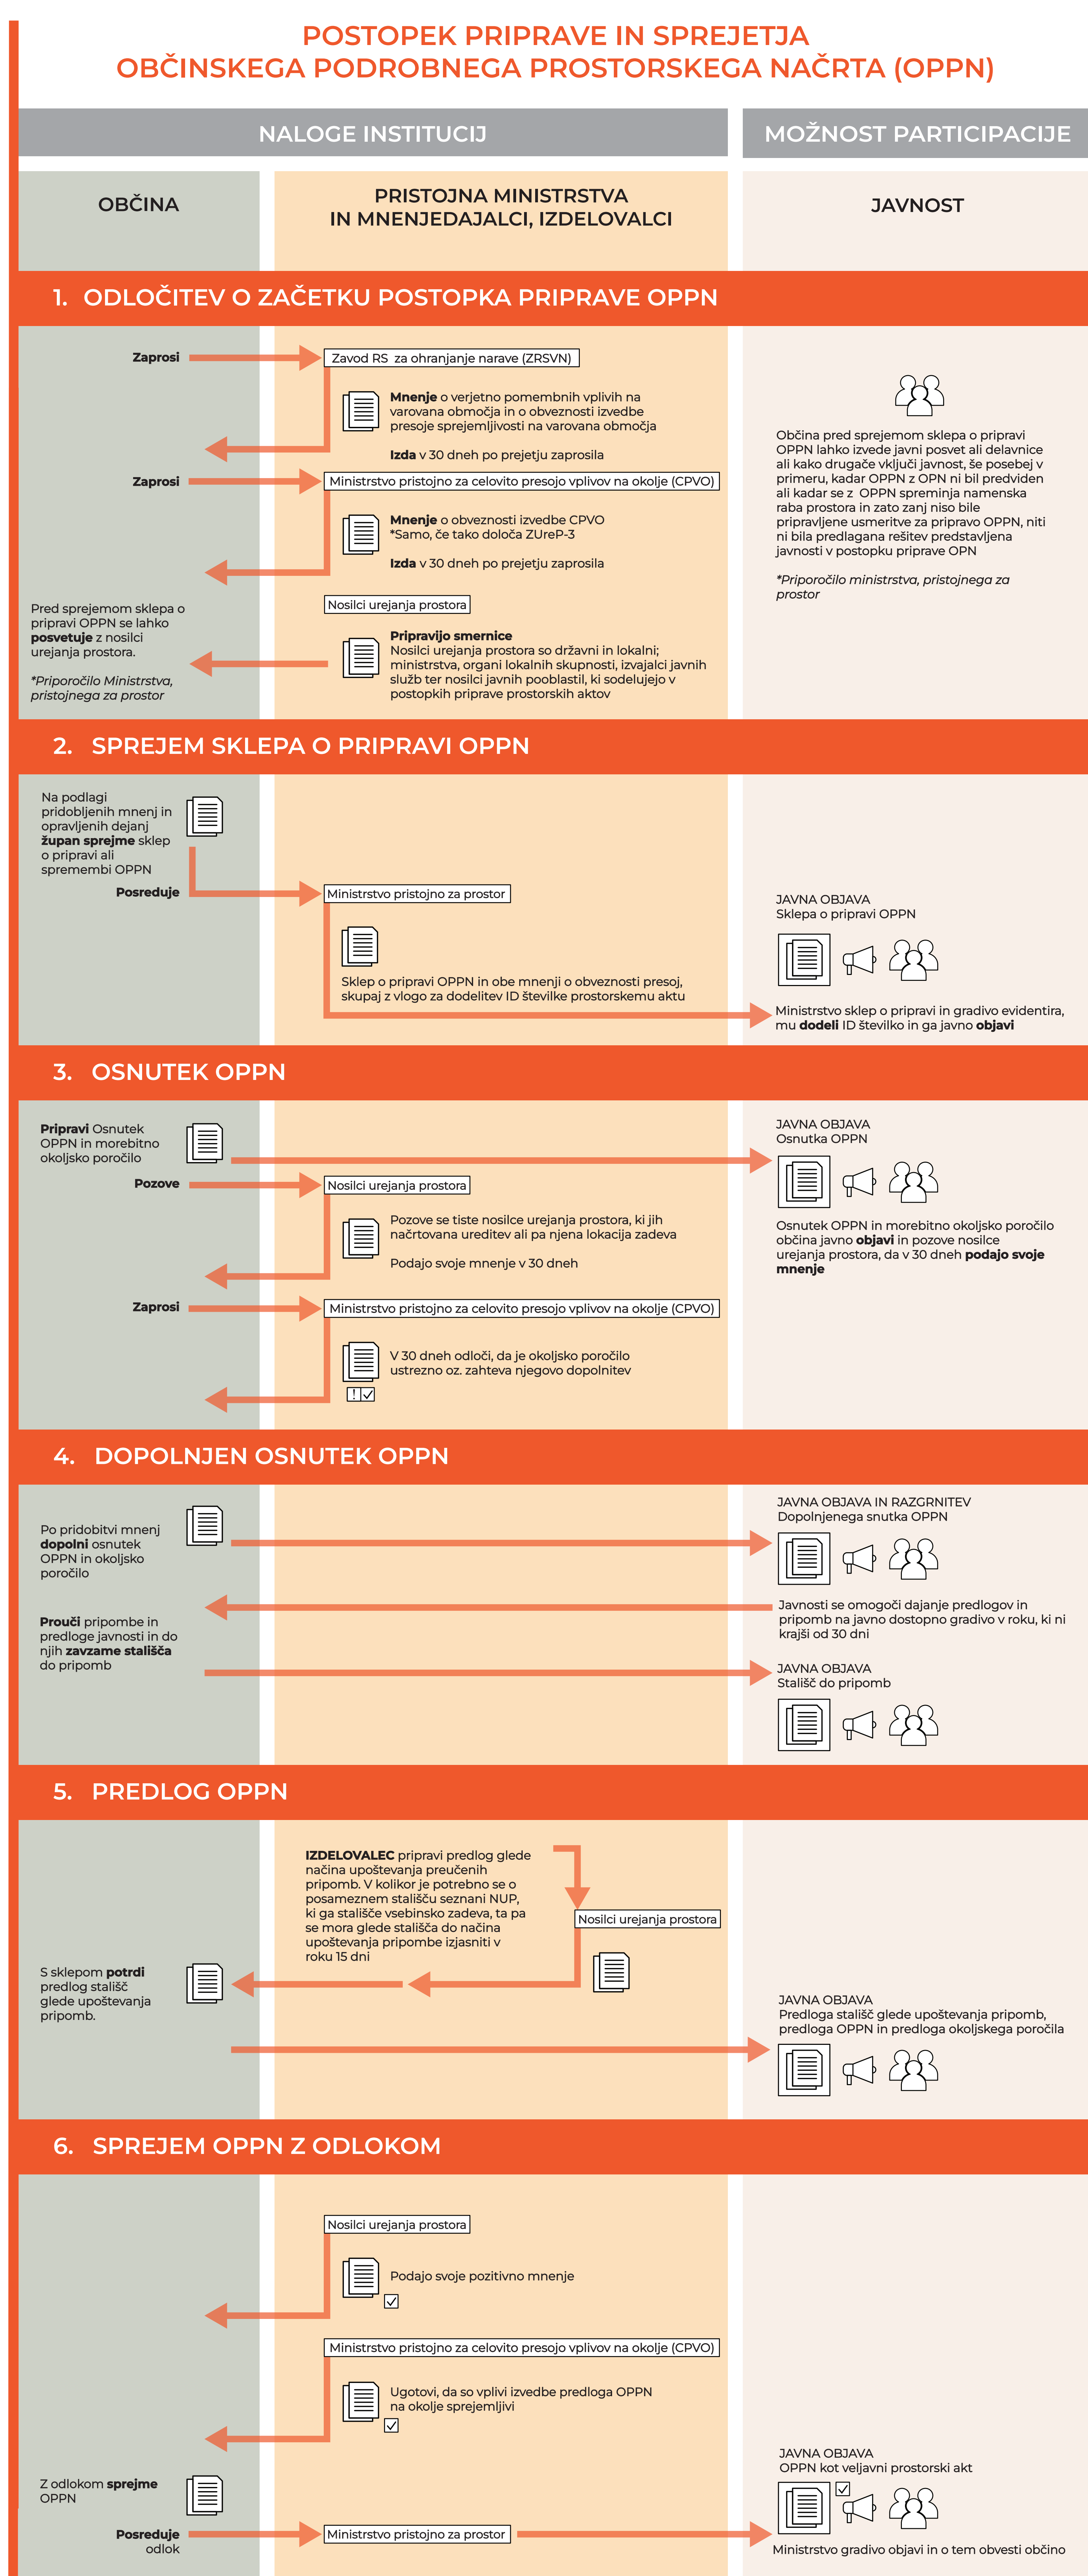 POSTOPEK PRIPRAVE IN SPREJETJA
OBČINSKEGA PODROBNEGA PROSTORSKEGA NAČRTA (OPPN)
NALOGE INSTITUCIJ
MOŽNOST PARTICIPACIJE
OBČINA
PRISTOJNA MINISTRSTVA
IN MNENJEDAJALCI, IZDELOVALCI
JAVNOST
1. ODLOČITEV O ZAČETKU POSTOPKA PRIPRAVE OPPN
Zaprosi
Zavod RS za ohranjanje narave (ZRSVN)
Mnenje o verjetno pomembnih vplivih na
varovana območja in o obveznosti izvedbe
presoje sprejemljivosti na varovana območja
Izda v 30 dneh po prejetju zaprosila
Zaprosi
Ministrstvo pristojno za celovito presojo vplivov na okolje (CPVO)
Mnenje o obveznosti izvedbe CPVO
*Samo, če tako določa ZUreP-3
Izda v 30 dneh po prejetju zaprosila
Pred sprejemom sklepa o
pripravi OPPN se lahko
posvetuje z nosilci
urejanja prostora.
*Priporočilo Ministrstva,
pristojnega za prostor
Nosilci urejanja prostora
Pripravijo smernice
Nosilci urejanja prostora so državni in lokalni;
ministrstva, organi lokalnih skupnosti, izvajalci javnih
služb ter nosilci javnih pooblastil, ki sodelujejo v
postopkih priprave prostorskih aktov
Občina pred sprejemom sklepa o pripravi
OPPN lahko izvede javni posvet ali delavnice
ali kako drugače vključi javnost, še posebej v
primeru, kadar OPPN z OPN ni bil predviden
ali kadar se z OPPN spreminja namenska
raba prostora in zato zanj niso bile
pripravljene usmeritve za pripravo OPPN, niti
ni bila predlagana rešitev predstavljena
javnosti v postopku priprave OPN
*Priporočilo ministrstva, pristojnega za
prostor
2. SPREJEM SKLEPA O PRIPRAVI OPPN
Na podlagi
pridobljenih mnenj in
opravljenih dejanj
župan sprejme sklep
o pripravi ali
spremembi OPPN
Posreduje
Ministrstvo pristojno za prostor
Sklep o pripravi OPPN in obe mnenji o obveznosti presoj,
skupaj z vlogo za dodelitev ID številke prostorskemu aktu
JAVNA OBJAVA
Sklepa o pripravi OPPN
Ministrstvo sklep o pripravi in gradivo evidentira,
mu dodeli ID številko in ga javno objavi
3. OSNUTEK OPPN
Pripravi Osnutek
OPPN in morebitno
okoljsko poročilo
Pozove
Nosilci urejanja prostora
Pozove se tiste nosilce urejanja prostora, ki jih
načrtovana ureditev ali pa njena lokacija zadeva
Podajo svoje mnenje v 30 dneh
Zaprosi
Ministrstvo pristojno za celovito presojo vplivov na okolje (CPVO)
V 30 dneh odloči, da je okoljsko poročilo
ustrezno oz. zahteva njegovo dopolnitev
!
JAVNA OBJAVA
Osnutka OPPN
Osnutek OPPN in morebitno okoljsko poročilo
občina javno objavi in pozove nosilce
urejanja prostora, da v 30 dneh podajo svoje
mnenje
4. DOPOLNJEN OSNUTEK OPPN
Po pridobitvi mnenj
dopolni osnutek
OPPN in okoljsko
poročilo
Prouči pripombe in
predloge javnosti in do
njih zavzame stališča
do pripomb
JAVNA OBJAVA IN RAZGRNITEV
Dopolnjenega snutka OPPN
Javnosti se omogoči dajanje predlogov in
pripomb na javno dostopno gradivo v roku, ki ni
krajši od 30 dni
JAVNA OBJAVA
Stališč do pripomb
5. PREDLOG OPPN
IZDELOVALEC pripravi predlog glede
načina upoštevanja preučenih
pripomb. V kolikor je potrebno se o
posameznem stališču seznani NUP,
ki ga stališče vsebinsko zadeva, ta pa
se mora glede stališča do načina
upoštevanja pripombe izjasniti v
roku 15 dni
Nosilci urejanja prostora
S sklepom potrdi
predlog stališč
glede upoštevanja
pripomb.
JAVNA OBJAVA
Predloga stališč glede upoštevanja pripomb,
predloga OPPN in predloga okoljskega poročila
6. SPREJEM OPPN Z ODLOKOM
Nosilci urejanja prostora
Podajo svoje pozitivno mnenje
Ministrstvo pristojno za celovito presojo vplivov na okolje (CPVO)
Ugotovi, da so vplivi izvedbe predloga OPPN
na okolje sprejemljivi
Z odlokom sprejme
OPPN
Posreduje
odlok
Ministrstvo pristojno za prostor
JAVNA OBJAVA
OPPN kot veljavni prostorski akt
Ministrstvo gradivo objavi in o tem obvesti občino